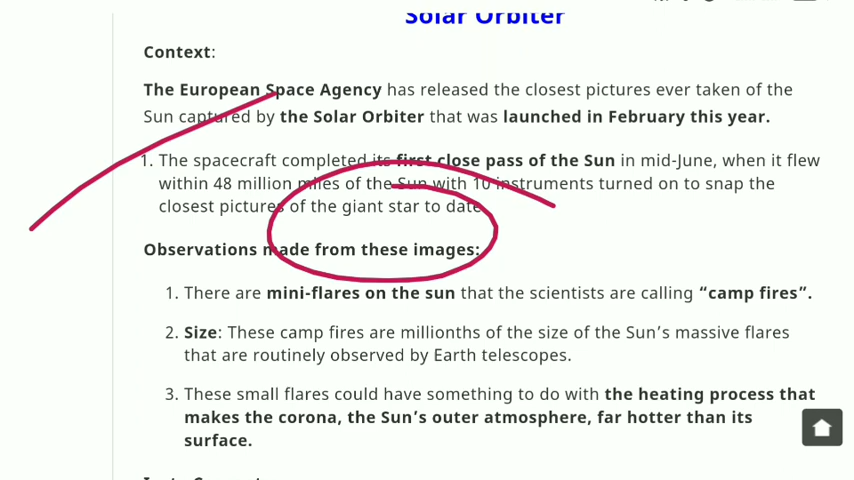 Solar Orbiter
Context:
The European Space Agency has released the closest pictures ever taken of the
Sun captured by the Solar Orbiter that was launched in February this year.
1. The spacecraft completed its first close pass of the Sun in mid-June, when it flew
within 48 million miles of the Sun with 10 instruments turned on to snap the
closest pictures of the giant star to date.
Observations made from these images:
1. There are mini-flares on the sun that the scientists are calling “camp fires”.
2. Size: These camp fires are millionths of the size of the Sun’s massive flares
that are routinely observed by Earth telescopes.
3. These small flares could have something to do with the heating process that
makes the corona, the Sun’s outer atmosphere, far hotter than its
surface.